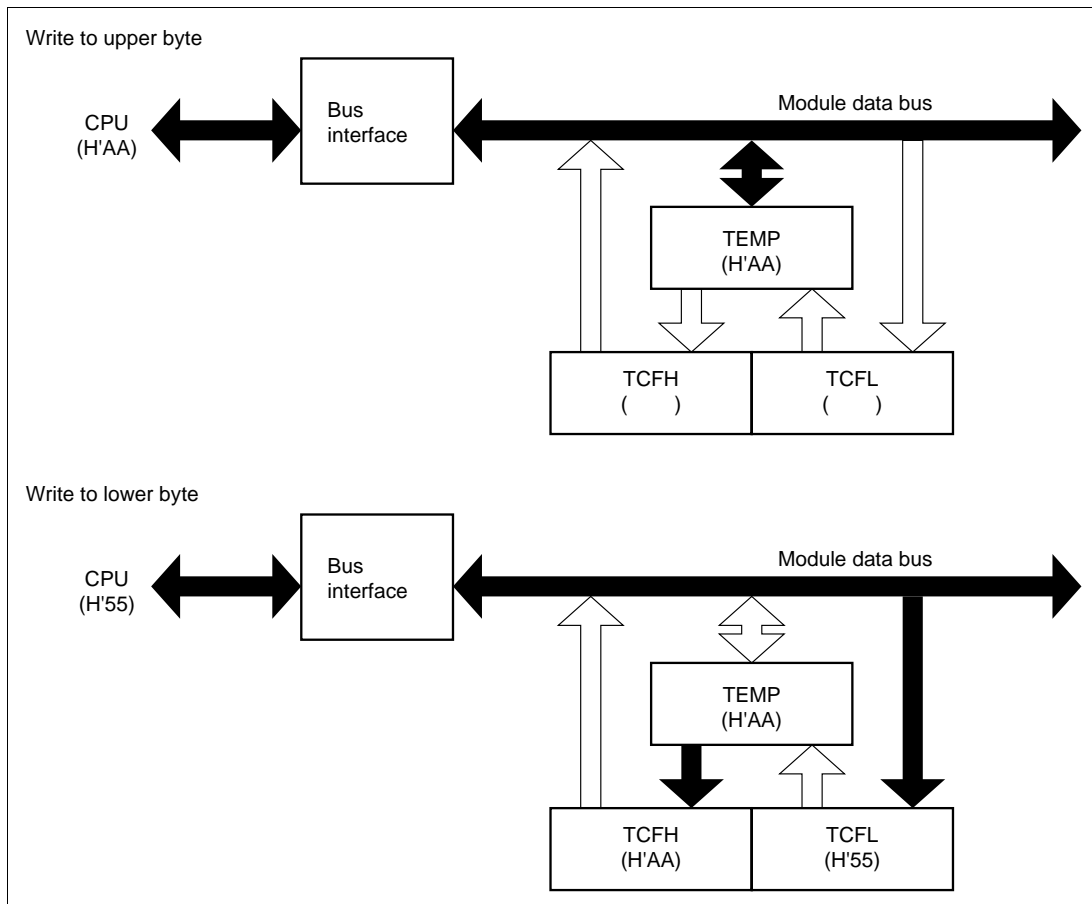 Write to upper byte
CPU
(H'AA)
Bus
interface
Module data bus
TEMP
(H'AA)
TCFH
(    )
TCFL
(    )
Write to lower byte
CPU
(H'55)
Bus
interface
Module data bus
TEMP
(H'AA)
TCFH
(H'AA)
TCFL
(H'55)